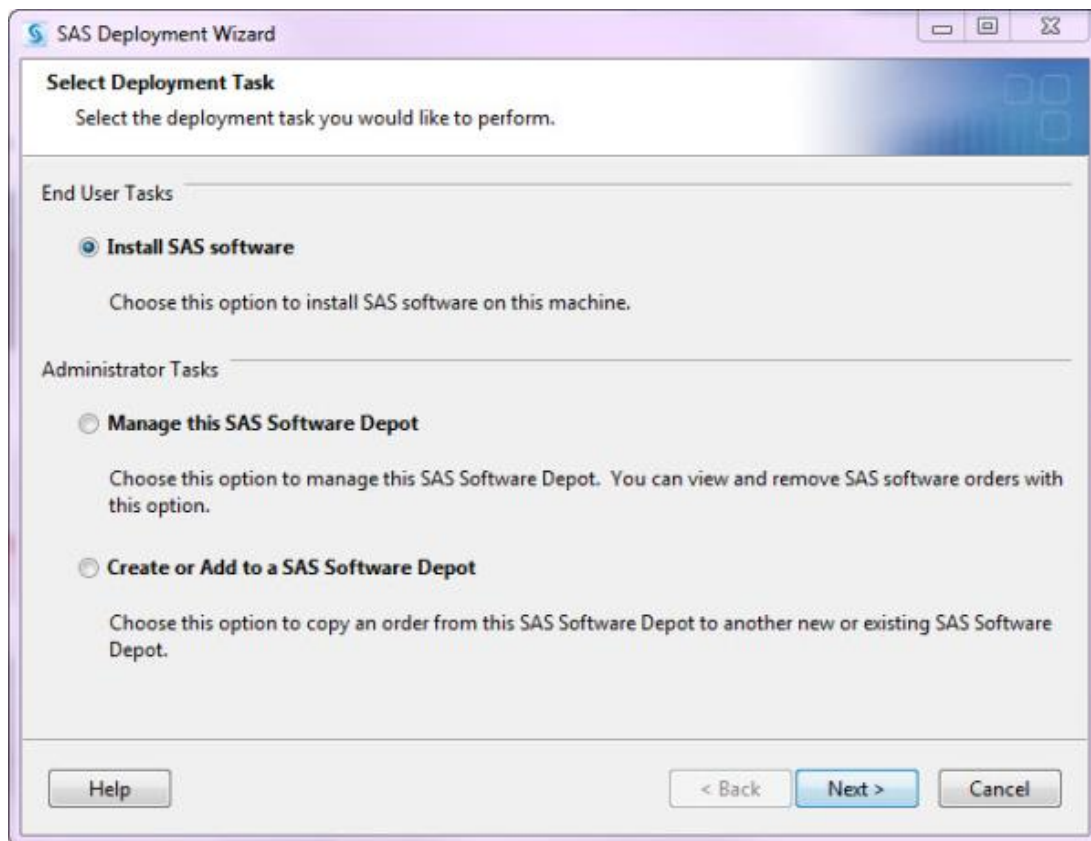 SAS Deployment Wizard
Select Deployment Task
Select the deployment task you would like to perform.
End User Tasks
Install SAS software
Choose this option to install SAS software on this machine.
Administrator Tasks
Manage this SAS Software Depot
Choose this option to manage this SAS Software Depot.  You can view and remove SAS software orders with
this option.
Create or Add to a SAS Software Depot
Choose this option to copy an order from this SAS Software Depot to another new or existing SAS Software
Depot.
Help
< Back
Next >
Cancel